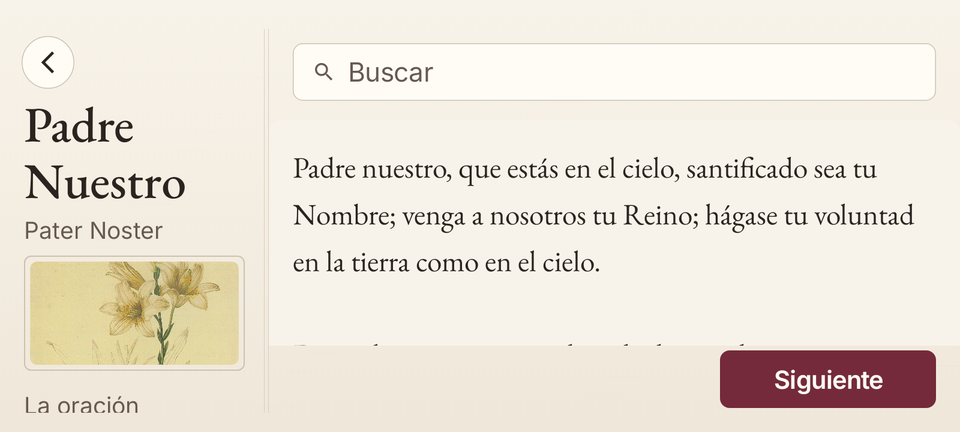 Padre
Nuestro
Pater Noster
La oración
Buscar
Padre nuestro, que estás en el cielo, santificado sea tu
Nombre; venga a nosotros tu Reino; hágase tu voluntad
en la tierra como en el cielo.
Siguiente